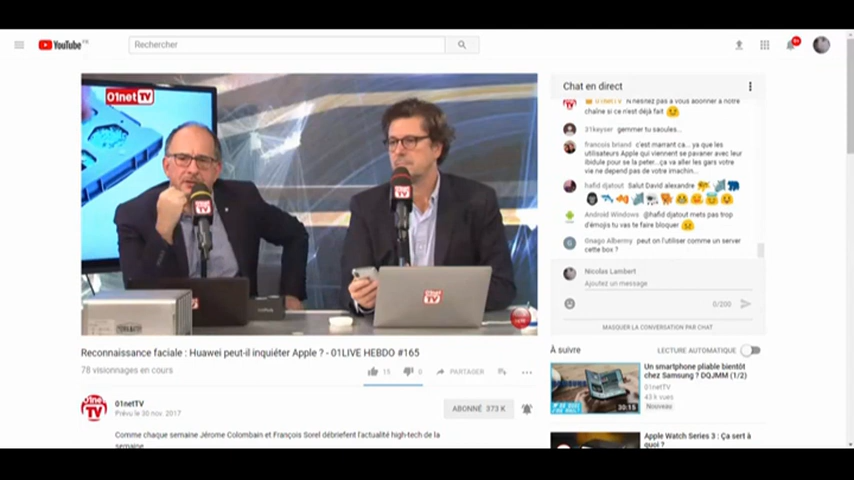 YouTube FR
Rechercher
9+
01net TV
Reconnaissance faciale : Huawei peut-il inquiéter Apple ? - 01LIVE HEBDO #165
78 visionnages en cours
15
0
PARTAGER
01netTV
Prévu le 30 nov. 2017
ABONNÉ 373 K
Comme chaque semaine Jérome Colombain et François Sorel débriefent l'actualité high-tech de la
semaine
Chat en direct
01NETTV N'hésitez pas à vous abonner à notre
chaîne si ce n'est déjà fait
31keyser gemmer tu saoules...
francois briand c'est marrant ca... ya que les
utilisateurs Apple qui viennent se pavaner avec leur
ibidule pour se la peter...ça va aller les gars votre
vie ne depend pas de votre imachin...
hafid djatout Salut David alexandre
Android Windows @hafid djatout mets pas trop
d'émojis tu vas te faire bloquer
Gnago Alberny peut on l'utiliser comme un server
cette box ?
Nicolas Lambert
Ajoutez un message
0/200
MASQUER LA CONVERSATION PAR CHAT
À suivre
LECTURE AUTOMATIQUE
Un smartphone pliable bientôt
chez Samsung ? DQJMM (1/2)
01netTV
43 k vues
Nouveau
30:15
Apple Watch Series 3 : Ça sert à
quoi ?